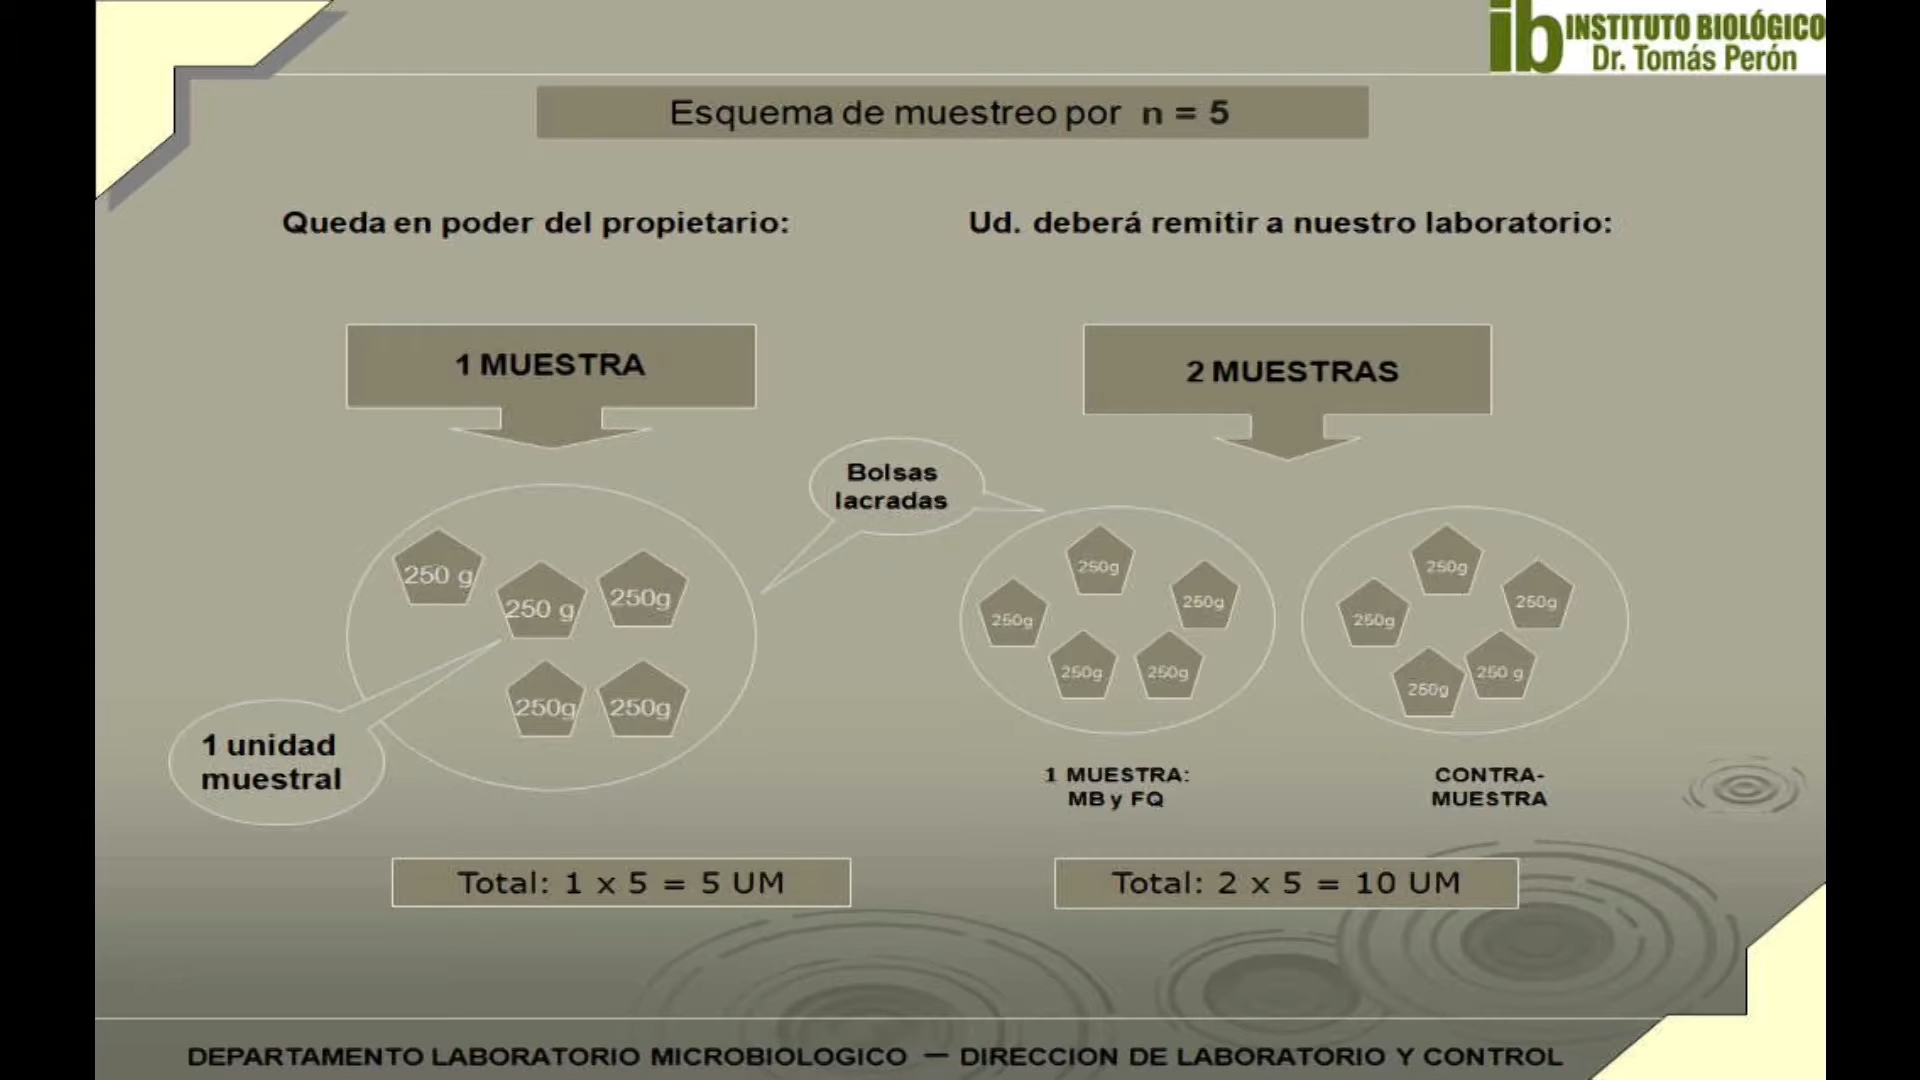 INSTITUTO BIOLÓGICO
Dr. Tomás Perón
Esquema de muestreo por n = 5
Queda en poder del propietario:
Ud. deberá remitir a nuestro laboratorio:
1 MUESTRA
2 MUESTRAS
Bolsas
lacradas
250 g
250 g
250g
250g
250g
1 unidad
muestral
250g
250g
250g
250g
250g
250g
250g
250g
250g
250 g
1 MUESTRA:
MB y FQ
CONTRA-
MUESTRA
Total: 1 x 5 = 5 UM
Total: 2 x 5 = 10 UM
DEPARTAMENTO LABORATORIO MICROBIOLOGICO — DIRECCION DE LABORATORIO Y CONTROL